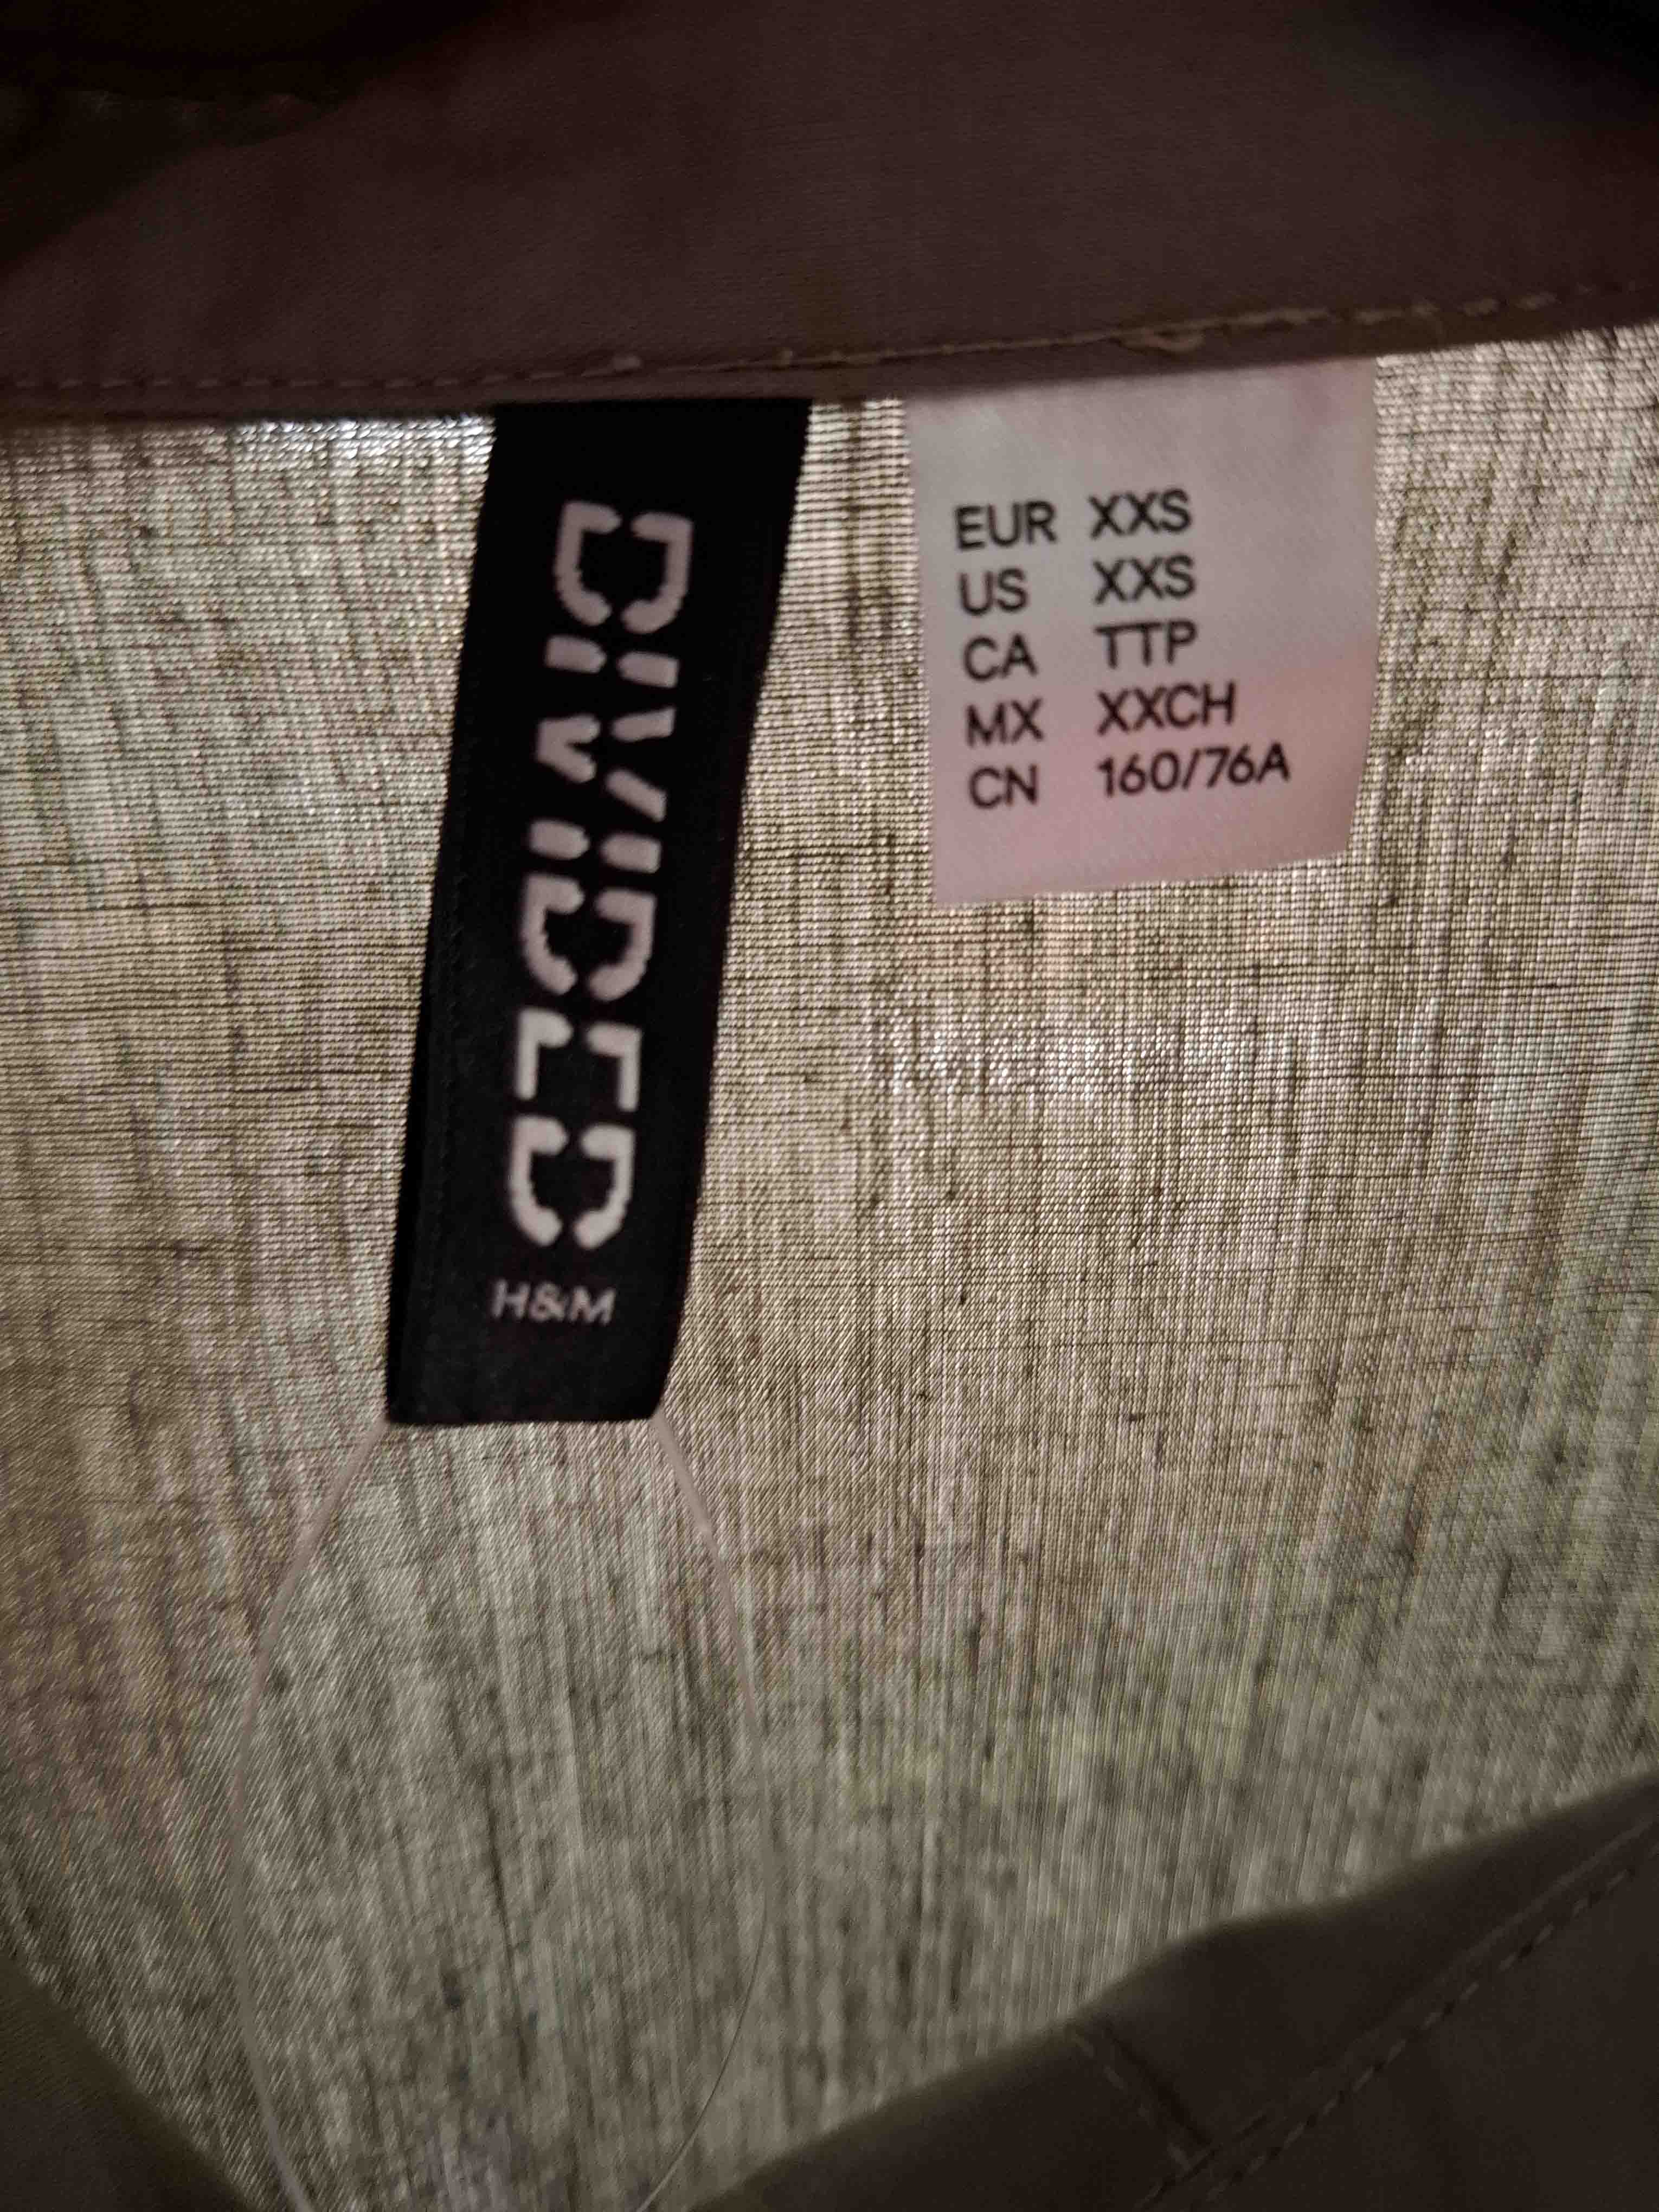 DIVIDED
H&M
EUR XXS
US XXS
CA TTP
MX XXCH
CN 160/76A